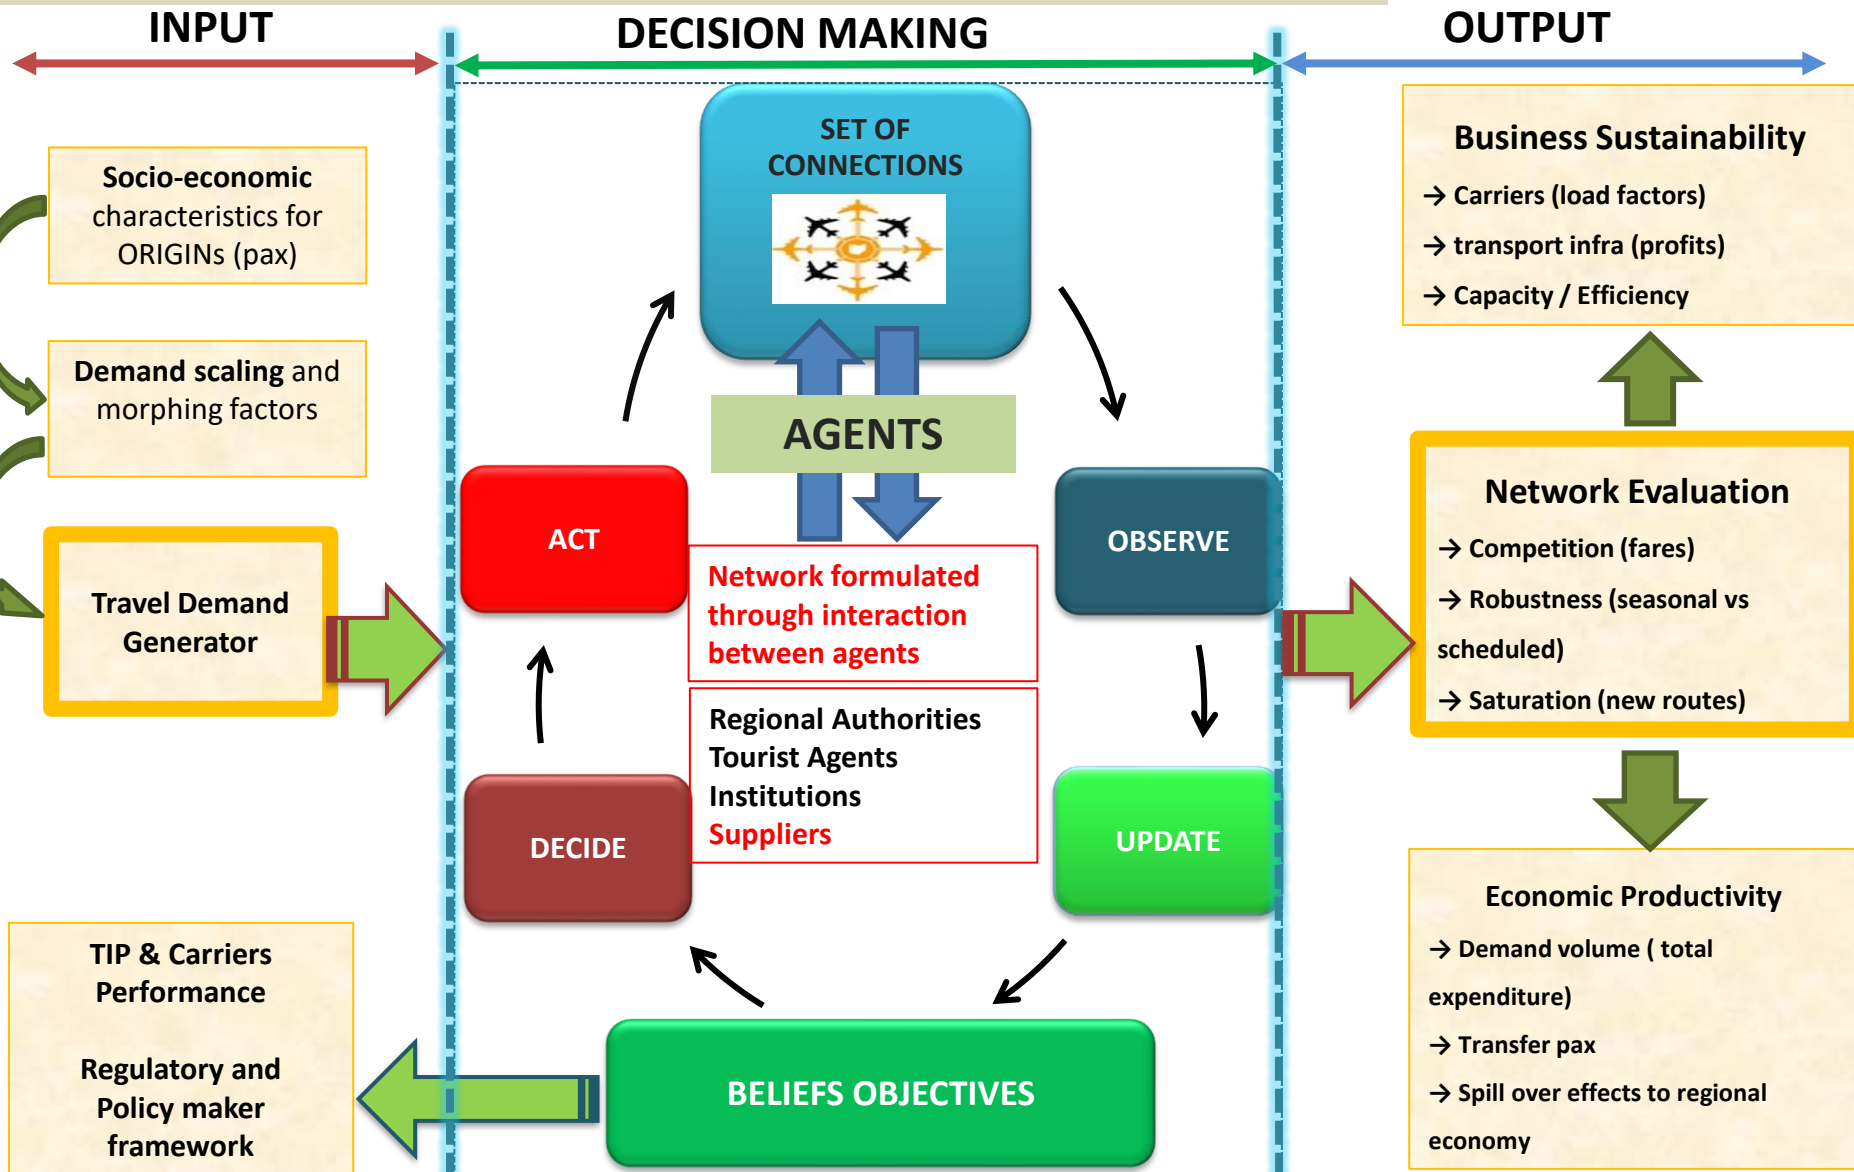 INPUT
DECISION MAKING
OUTPUT
Socio-economic
characteristics for
ORIGINs (pax)
Demand scaling and
morphing factors
Travel Demand
Generator
TIP & Carriers
Performance
Regulatory and
Policy maker
framework
SET OF
CONNECTIONS
AGENTS
ACT
OBSERVE
Network formulated
through interaction
between agents
Regional Authorities
Tourist Agents
Institutions
Suppliers
DECIDE
UPDATE
BELIEFS OBJECTIVES
Business Sustainability
→ Carriers (load factors)
→ transport infra (profits)
→ Capacity / Efficiency
Network Evaluation
→ Competition (fares)
→ Robustness (seasonal vs
scheduled)
→ Saturation (new routes)
Economic Productivity
→ Demand volume ( total
expenditure)
→ Transfer pax
→ Spill over effects to regional
economy